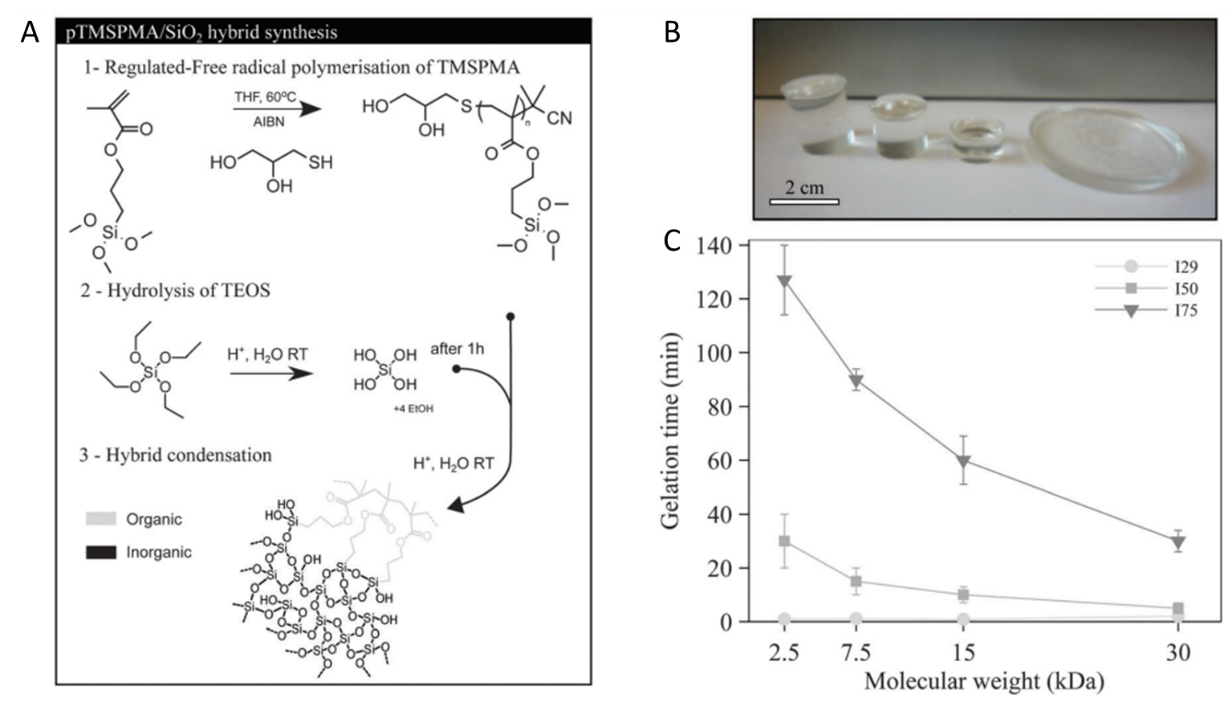 A
pTMSPMA/SiO₂ hybrid synthesis
1- Regulated-Free radical polymerisation of TMSPMA
THF, 60ºC
AIBN
HO
OH
SH
O
O
O
Si
O
O
HO
OH
S
n
CN
O
O
O
Si
O
O
2 - Hydrolysis of TEOS
O
O
Si
O
O
H⁺, H₂O RT
HO
OH
Si
HO
OH
+4 EtOH
after 1h
3 - Hybrid condensation
H⁺, H₂O RT
Organic
Inorganic
B
2 cm
C
Gelation time (min)
140
120
100
80
60
40
20
0
I29
I50
I75
2.5 7.5 15 30
Molecular weight (kDa)